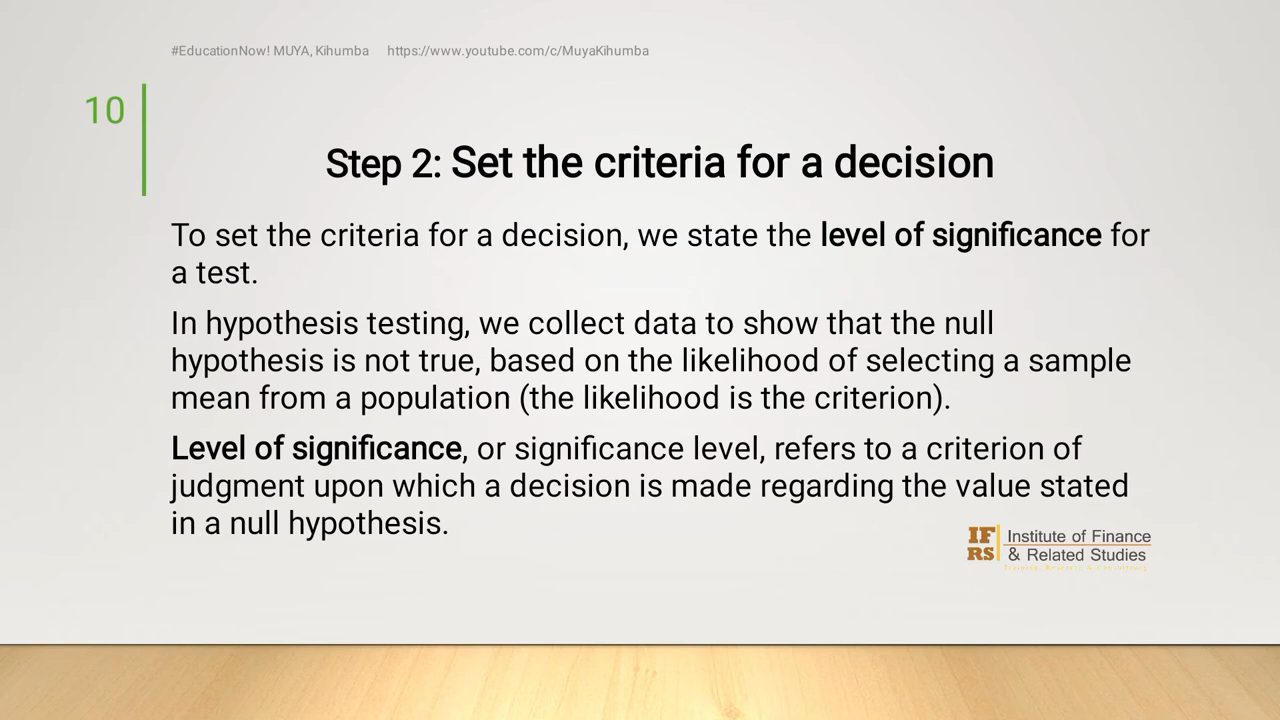 #EducationNow! MUYA, Kihumba https://www.youtube.com/c/MuyaKihumba
10
Step 2: Set the criteria for a decision
To set the criteria for a decision, we state the level of significance for
a test.
In hypothesis testing, we collect data to show that the null
hypothesis is not true, based on the likelihood of selecting a sample
mean from a population (the likelihood is the criterion).
Level of significance, or significance level, refers to a criterion of
judgment upon which a decision is made regarding the value stated
in a null hypothesis.
IF
RS
Institute of Finance
& Related Studies